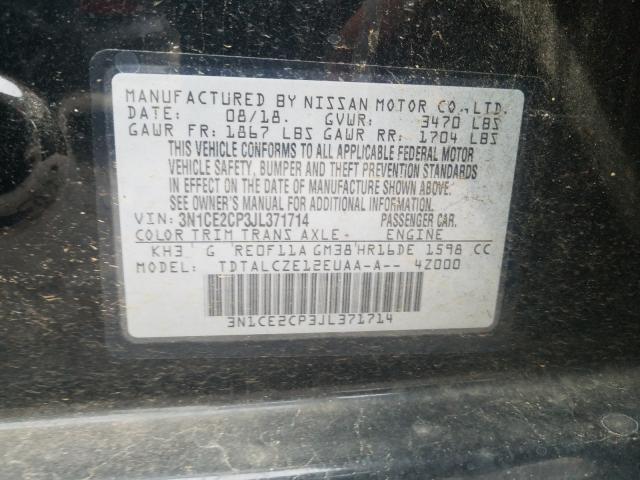 MANUFACTURED BY NISSAN MOTOR CO., LTD.
DATE: 08/18. GVWR: 3470 LBS
GAWR FR: 1867 LBS GAWR RR: 1704 LBS
THIS VEHICLE CONFORMS TO ALL APPLICABLE FEDERAL MOTOR
VEHICLE SAFETY, BUMPER AND THEFT PREVENTION STANDARDS
IN EFFECT ON THE DATE OF MANUFACTURE SHOWN ABOVE.
SEE OWNER'S MANUAL FOR ADDITIONAL INFORMATION.
VIN: 3N1CE2CP3JL371714 PASSENGER CAR.
COLOR TRIM TRANS AXLE ENGINE
KH3 G RE0F11A GM38 HR16DE 1598 CC
MODEL: TDTALCZE12EUAA-A-- 4Z000
3N1CE2CP3JL371714